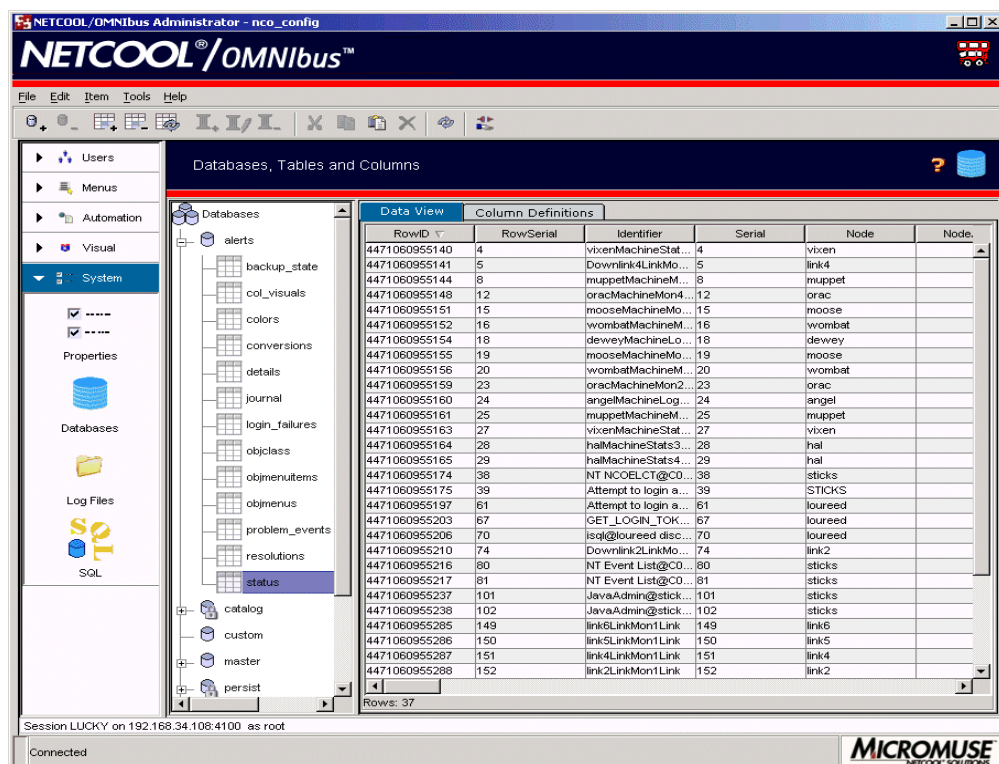 NETCOOL/OMNIbus Administrator - nco_config
NETCOOL®/OMNIbus™
File Edit Item Tools Help
Users
Menus
Automation
Visual
System
Properties
Databases
Log Files
SQL
SQL
Databases, Tables and Columns
?
Databases
alerts
backup_state
col_visuals
colors
conversions
details
journal
login_failures
objclass
objmenuitems
objmenus
problem_events
resolutions
status
catalog
custom
master
persist
Data View Column Definitions
RowID RowSerial Identifier Serial Node Node.
4471060955140 4 vixenMachineStat... 4 vixen
4471060955141 5 Downlink4LinkMo... 5 link4
4471060955144 8 muppetMachineM... 8 muppet
4471060955148 12 oracMachineMon4... 12 orac
4471060955151 15 mooseMachineMo... 15 moose
4471060955152 16 wombatMachineM... 16 wombat
4471060955154 18 deweyMachineLo... 18 dewey
4471060955155 19 mooseMachineMo... 19 moose
4471060955156 20 wombatMachineM... 20 wombat
4471060955159 23 oracMachineMon2... 23 orac
4471060955160 24 angelMachineLog... 24 angel
4471060955161 25 muppetMachineM... 25 muppet
4471060955163 27 vixenMachineStat... 27 vixen
4471060955164 28 halMachineStats3... 28 hal
4471060955165 29 halMachineStats4... 29 hal
4471060955174 38 NT NCOELCT@C0... 38 sticks
4471060955175 39 Attempt to login a... 39 STICKS
4471060955197 61 Attempt to login a... 61 loureed
4471060955203 67 GET_LOGIN_TOK... 67 loureed
4471060955206 70 isql@loureed disc... 70 loureed
4471060955210 74 Downlink2LinkMo... 74 link2
4471060955216 80 NT Event List@C0... 80 sticks
4471060955217 81 NT Event List@C0... 81 sticks
4471060955237 101 JavaAdmin@stick... 101 sticks
4471060955238 102 JavaAdmin@stick... 102 sticks
4471060955285 149 link6LinkMon1Link 149 link6
4471060955286 150 link5LinkMon1Link 150 link5
4471060955287 151 link4LinkMon1Link 151 link4
4471060955288 152 link2LinkMon1Link 152 link2
Rows: 37
Session LUCKY on 192.168.34.108:4100 as root
Connected
MICROMUSE
NETCOOL® SOLUTIONS